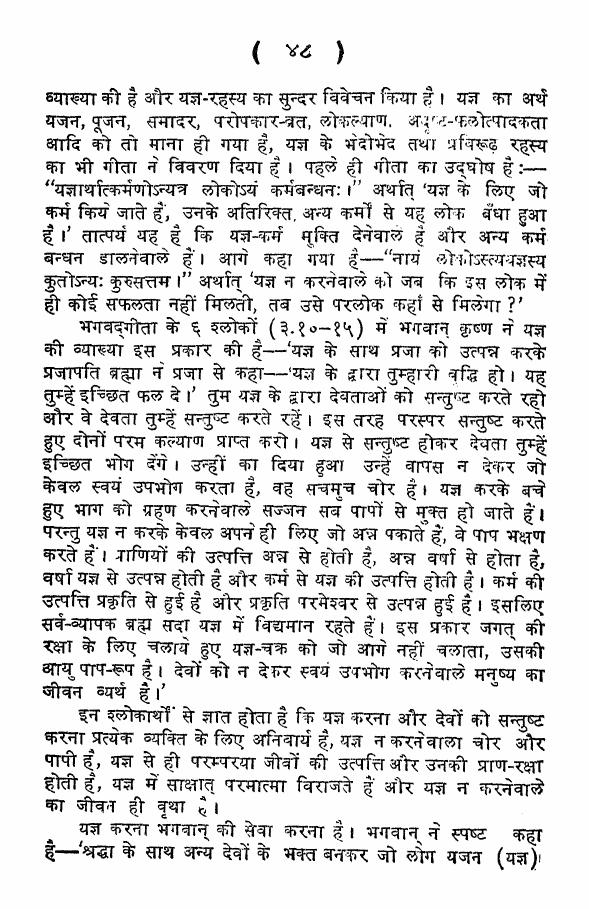 ( ४८ )
व्याख्या की है और यज्ञ-रहस्य का सुन्दर विवेचन किया है। यज्ञ का अर्थ
यजन, पूजन, समादर, परोपकार-व्रत, लोकल्याण, अदृष्ट-फलोत्पादकता
आदि को तो माना ही गया है, यज्ञ के भेदोभेद तथा प्रविरूढ़ रहस्य
का भी गीता ने विवरण दिया है। पहले ही गीता का उद्घोष है:—
“यज्ञार्थात्कर्मणोऽन्यत्र लोकोऽयं कर्मबन्धनः।” अर्थात् ‘यज्ञ के लिए जो
कर्म किये जाते हैं, उनके अतिरिक्त, अन्य कर्मों से यह लोक बँधा हुआ
है।’ तात्पर्य यह है कि यज्ञ-कर्म मुक्ति देनेवाले है और अन्य कर्म
बन्धन डालनेवाले हैं। आगे कहा गया है—“नायं लोकोऽस्त्ययज्ञस्य
कुतोऽन्यः कुरुसत्तम।” अर्थात् ‘यज्ञ न करनेवाले को जब कि इस लोक में
ही कोई सफलता नहीं मिलती, तब उसे परलोक कहाँ से मिलेगा ?’
भगवद्गीता के ६ श्लोकों (३.१०–१५) में भगवान् कृष्ण ने यज्ञ
की व्याख्या इस प्रकार की है—‘यज्ञ के साथ प्रजा को उत्पन्न करके
प्रजापति ब्रह्मा ने प्रजा से कहा—‘यज्ञ के द्वारा तुम्हारी वृद्धि हो। यह
तुम्हें इच्छित फल दे।’ तुम यज्ञ के द्वारा देवताओं को सन्तुष्ट करते रहो
और वे देवता तुम्हें सन्तुष्ट करते रहें। इस तरह परस्पर सन्तुष्ट करते
हुए दोनों परम कल्याण प्राप्त करो। यज्ञ से सन्तुष्ट होकर देवता तुम्हें
इच्छित भोग देंगे। उन्हीं का दिया हुआ उन्हें वापस न देकर जो
केवल स्वयं उपभोग करता है, वह सचमुच चोर है। यज्ञ करके बचे
हुए भाग को ग्रहण करनेवाले सज्जन सब पापों से मुक्त हो जाते हैं।
परन्तु यज्ञ न करके केवल अपने ही लिए जो अन्न पकाते हैं, वे पाप भक्षण
करते हैं। प्राणियों की उत्पत्ति अन्न से होती है, अन्न वर्षा से होता है,
वर्षा यज्ञ से उत्पन्न होती है और कर्म से यज्ञ की उत्पत्ति होती है। कर्म की
उत्पत्ति प्रकृति से हुई है और प्रकृति परमेश्वर से उत्पन्न हुई है। इसलिए
सर्व-व्यापक ब्रह्म सदा यज्ञ में विद्यमान रहते हैं। इस प्रकार जगत् की
रक्षा के लिए चलाये हुए यज्ञ-चक्र को जो आगे नहीं चलाता, उसकी
आयु पाप-रूप है। देवों को न देकर स्वयं उपभोग करनेवाले मनुष्य का
जीवन व्यर्थ है।’
इन श्लोकार्थों से ज्ञात होता है कि यज्ञ करना और देवों को सन्तुष्ट
करना प्रत्येक व्यक्ति के लिए अनिवार्य है, यज्ञ न करनेवाला चोर और
पापी है, यज्ञ से ही परम्परया जीवों की उत्पत्ति और उनकी प्राण-रक्षा
होती है, यज्ञ में साक्षात् परमात्मा विराजते हैं और यज्ञ न करनेवाले
का जीवन ही वृथा है।
यज्ञ करना भगवान् की सेवा करना है। भगवान् ने स्पष्ट कहा
है—‘श्रद्धा के साथ अन्य देवों के भक्त बनकर जो लोग यजन (यज्ञ)